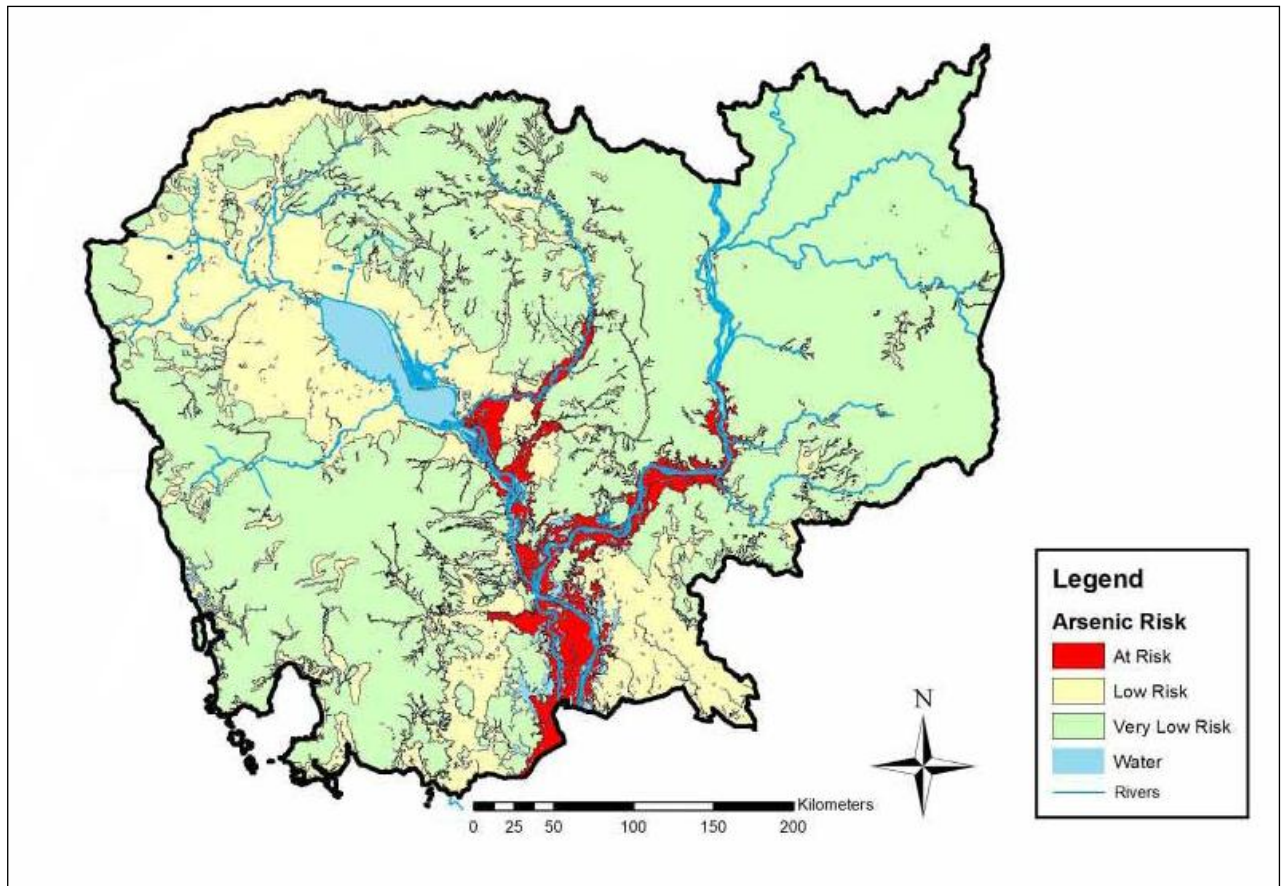 Legend
Arsenic Risk
At Risk
Low Risk
Very Low Risk
Water
Rivers
N
Kilometers
0 25 50 100 150 200